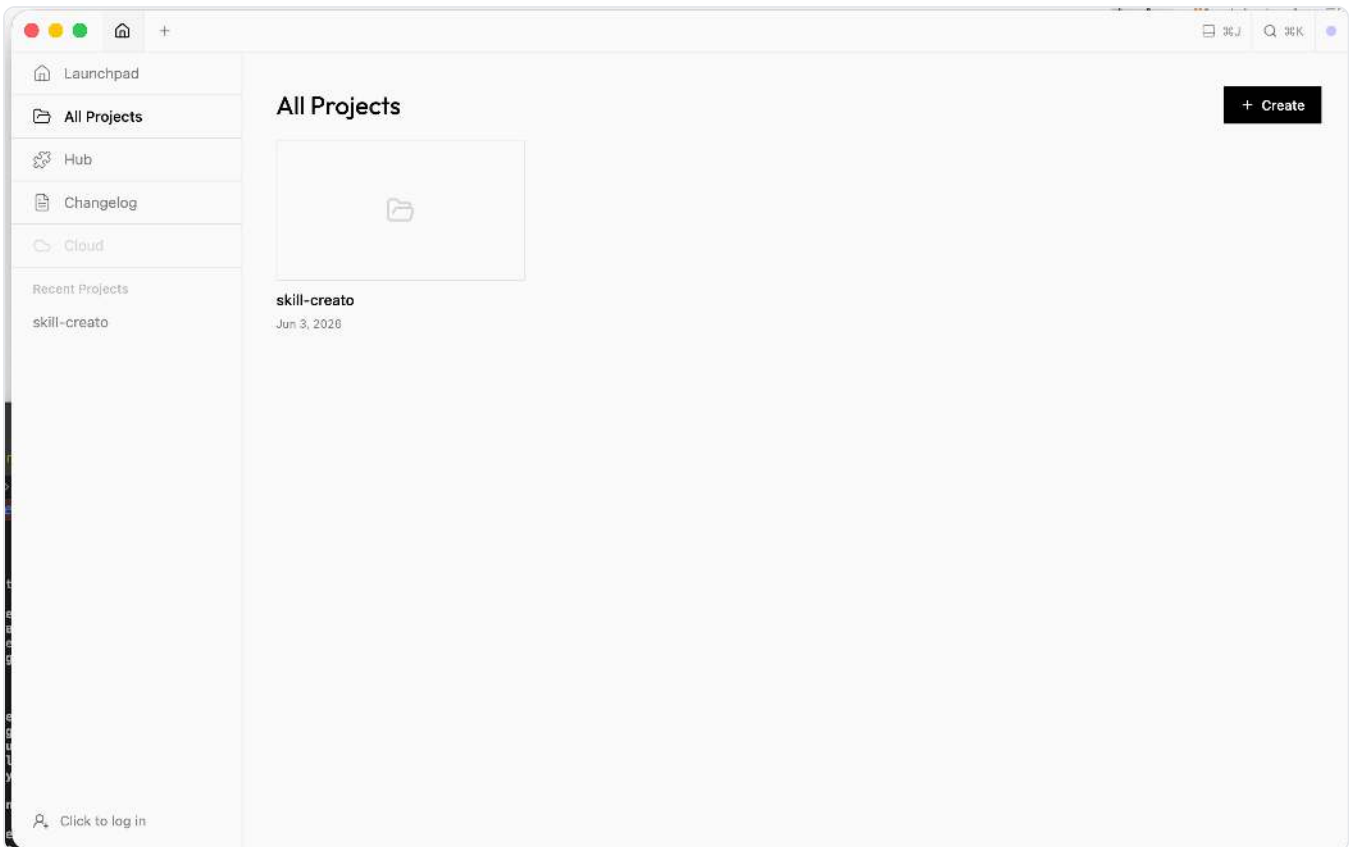 ⌘J
⌘K
Launchpad
All Projects
Hub
Changelog
Cloud
Recent Projects
skill-creato
Click to log in
All Projects
+ Create
skill-creato
Jun 3, 2026